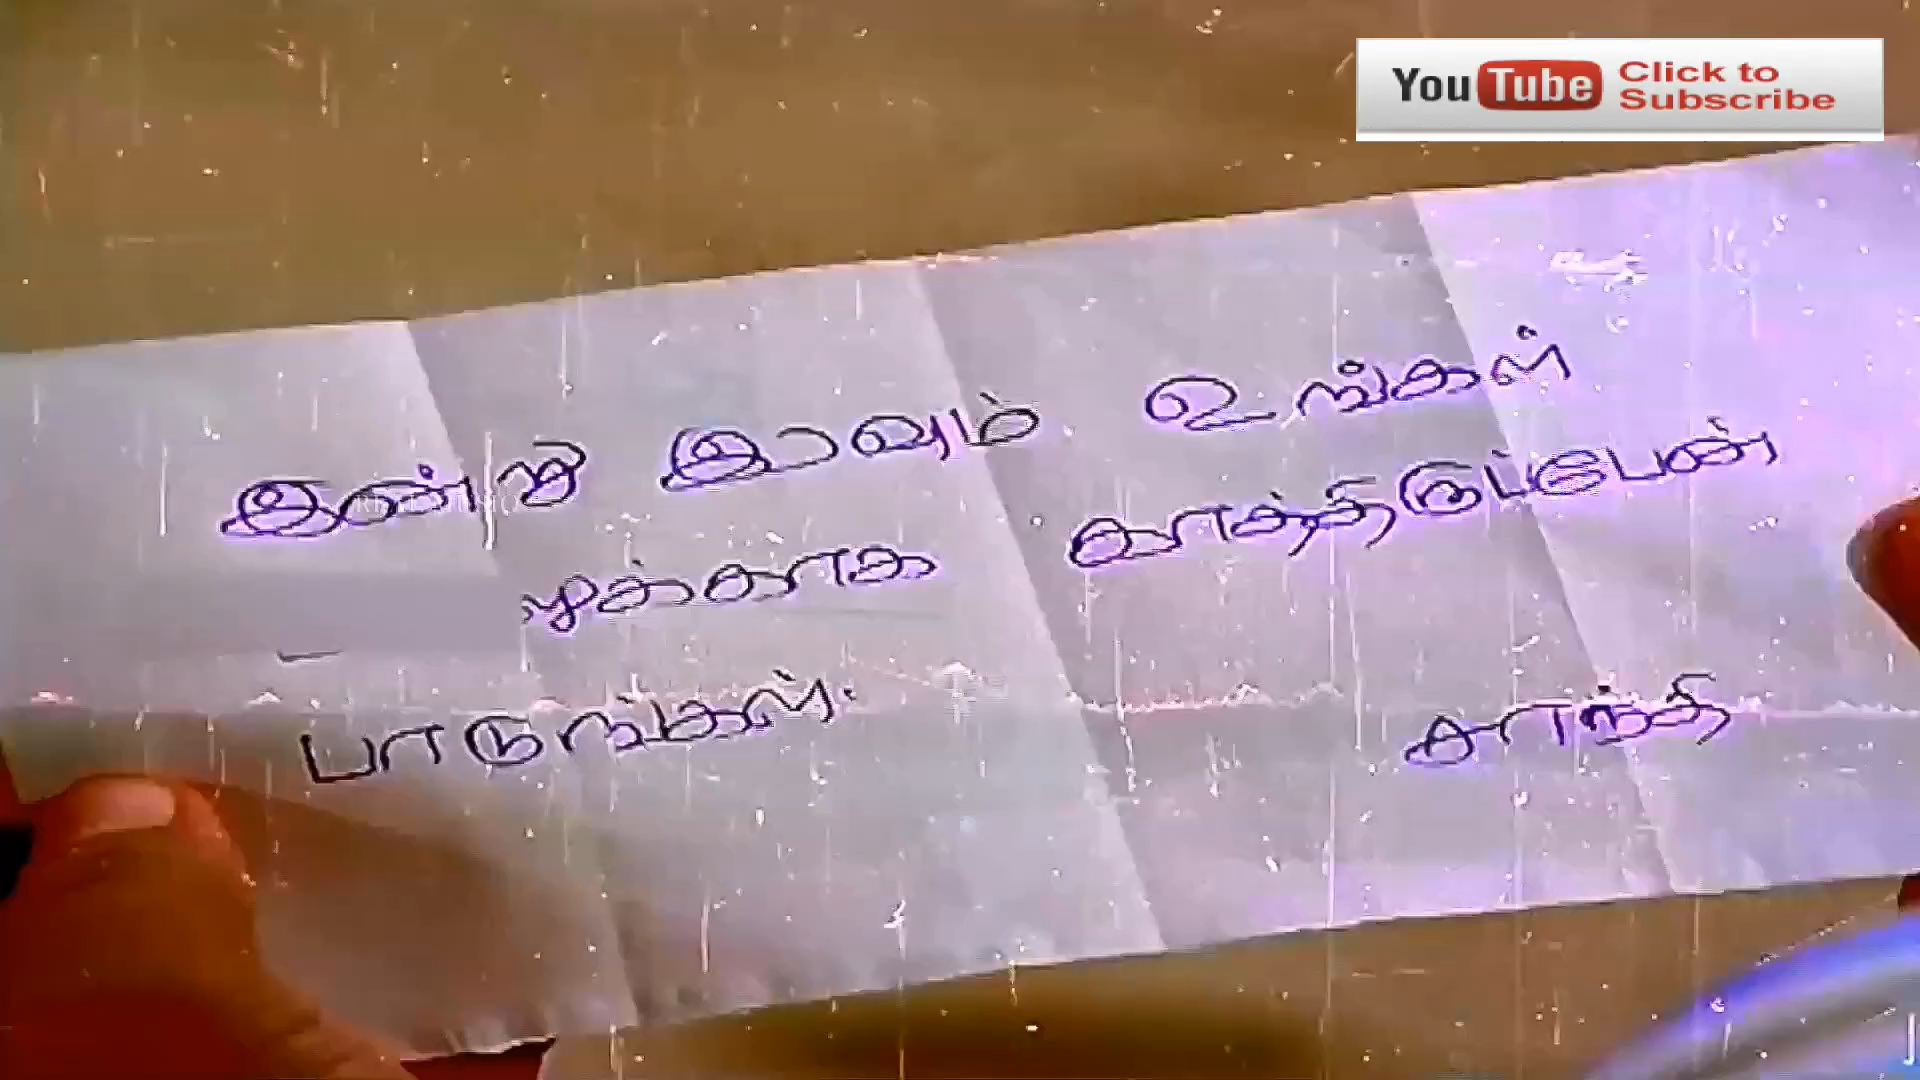 YouTube Click to Subscribe
இன்று இரவும் உங்கள்
ளுக்காக காத்திருப்பேன்
வாருங்கள்.
காந்தி